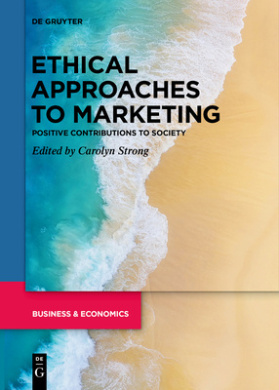 DE GRUYTER
ETHICAL
APPROACHES
TO MARKETING
POSITIVE CONTRIBUTIONS TO SOCIETY
Edited by Carolyn Strong
BUSINESS & ECONOMICS
DE
G